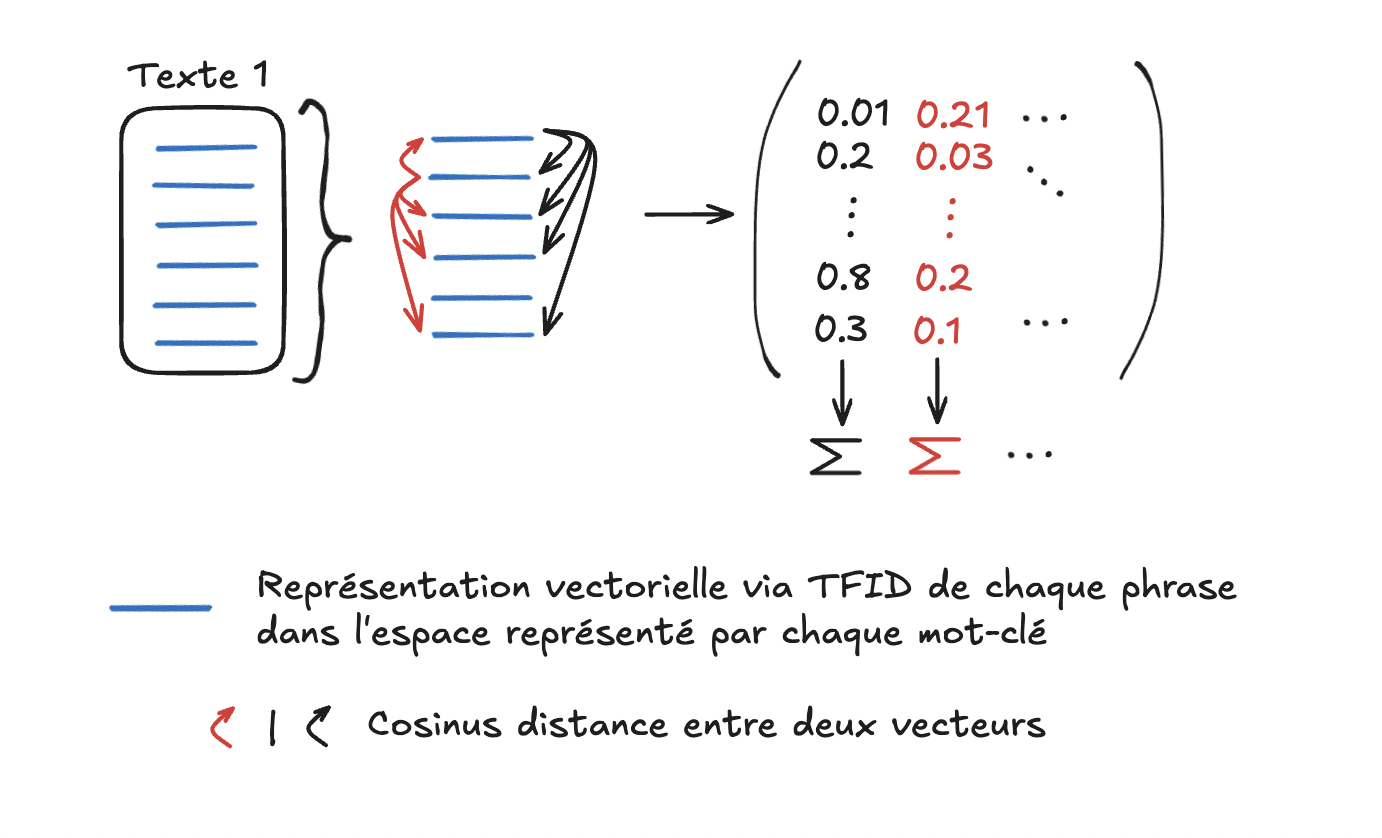 Texte 1
0.01 0.21 ...
0.2 0.03
0.8 0.2
0.3 0.1 ...
Σ Σ ...
Représentation vectorielle via TFID de chaque phrase
dans l'espace représenté par chaque mot-clé
| Cosinus distance entre deux vecteurs